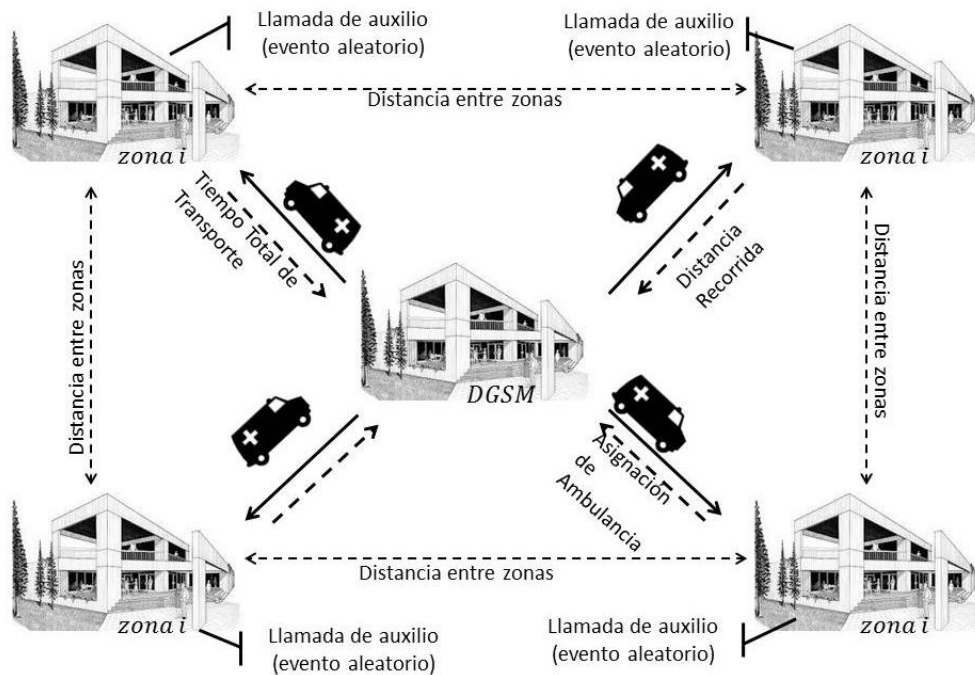 Llamada de auxilio
(evento aleatorio)
Llamada de auxilio
(evento aleatorio)
Distancia entre zonas
zona i
zona i
Tiempo Total de
Transporte
Distancia
Recorrida
Distancia entre zonas
Distancia entre zonas
DGSM
Asignación
de
Ambulancia
Distancia entre zonas
zona i
zona i
Llamada de auxilio
(evento aleatorio)
Llamada de auxilio
(evento aleatorio)